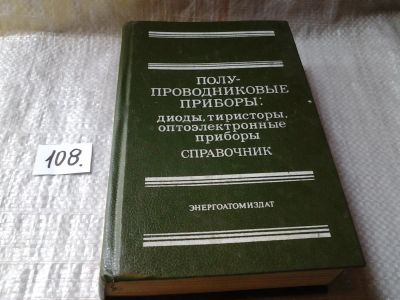 ПОЛУ-
ПРОВОДНИКОВЫЕ
ПРИБОРЫ:
диоды, тиристоры,
оптоэлектронные
приборы
СПРАВОЧНИК
ЭНЕРГОАТОМИЗДАТ
108.